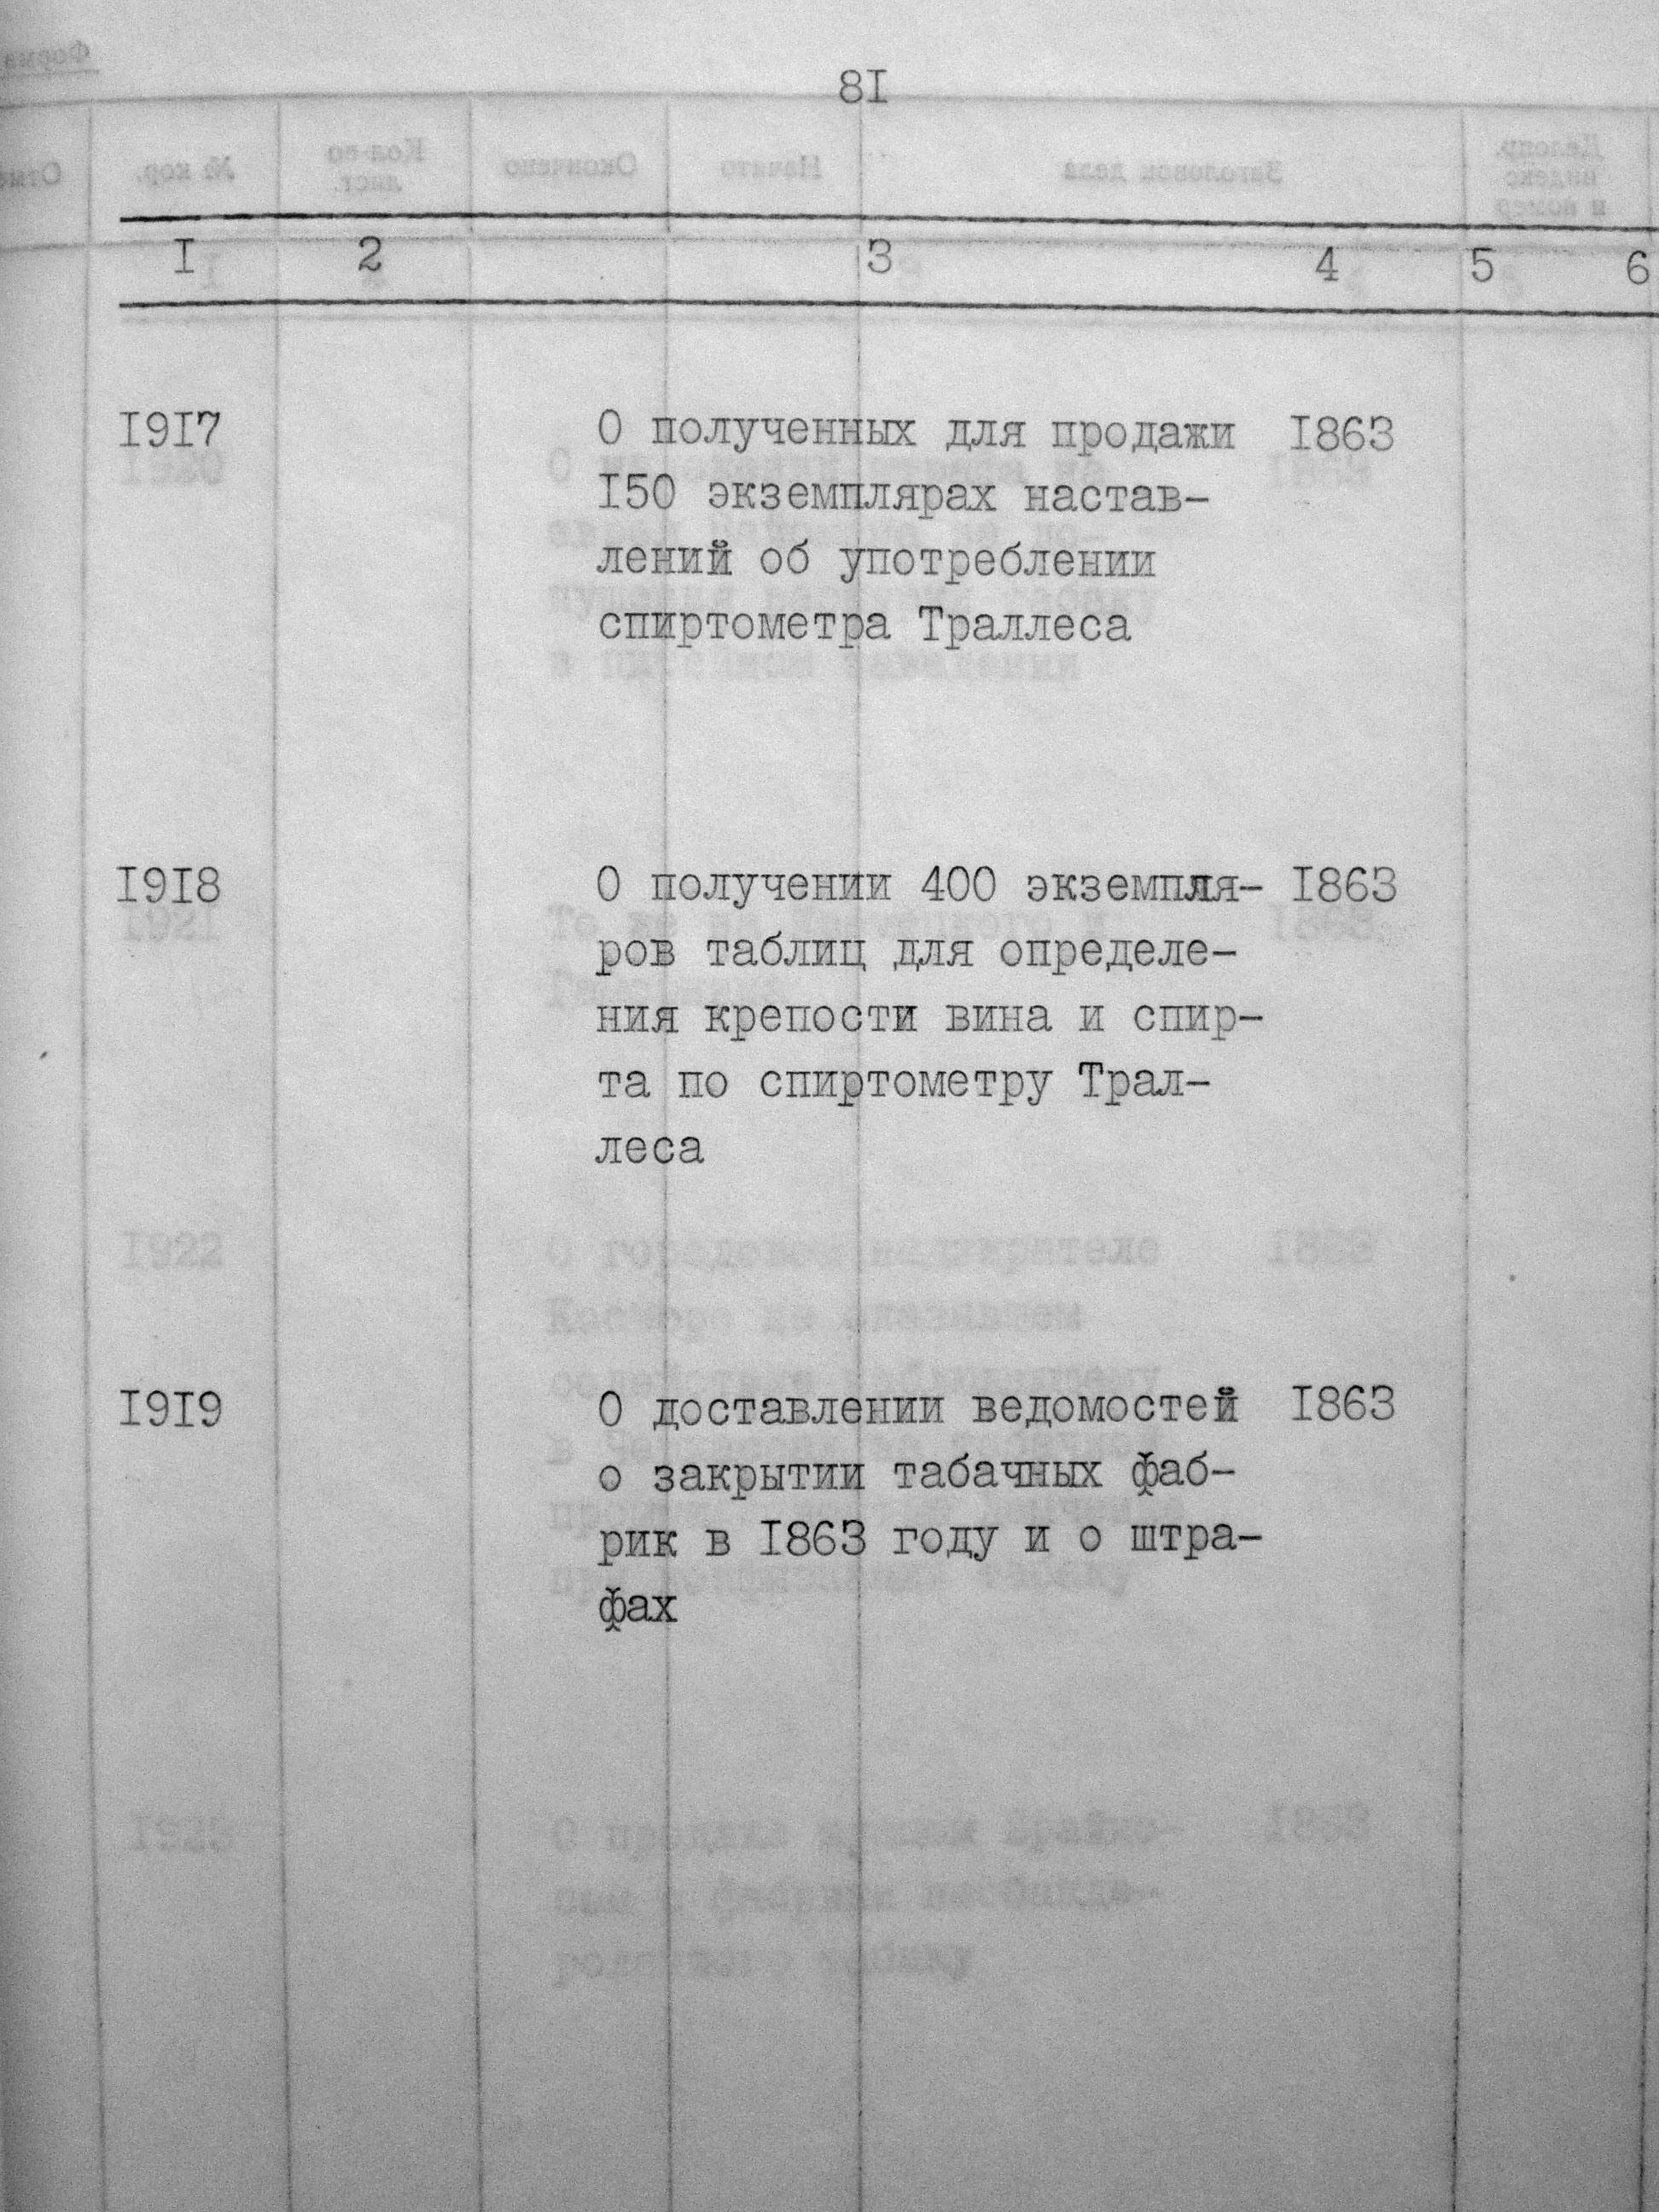 81
1 2 3 4 5 6
1917 О полученных для продажи 1863
150 экземплярах настав-
лений об употреблении
спиртометра Траллеса
1918 О получении 400 экземпля- 1863
ров таблиц для определе-
ния крепости вина и спир-
та по спиртометру Трал-
леса
1919 О доставлении ведомостей 1863
о закрытии табачных фаб-
рик в 1863 году и о штра-
фах